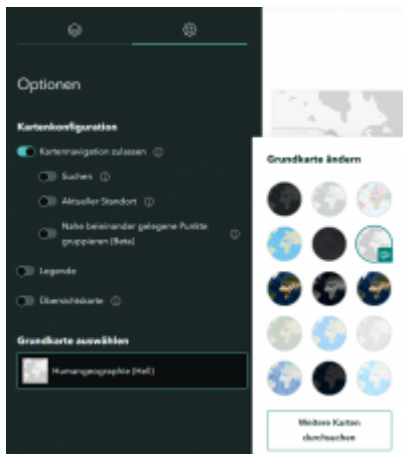 Optionen
Kartenkonfiguration
Kartennavigation zulassen
Suchen
Aktueller Standort
Nahe beieinander gelegene Punkte
gruppieren (Beta)
Legende
Übersichtskarte
Grundkarte auswählen
Humangeographie (Hell)
Grundkarte ändern
Weitere Karten
durchsuchen